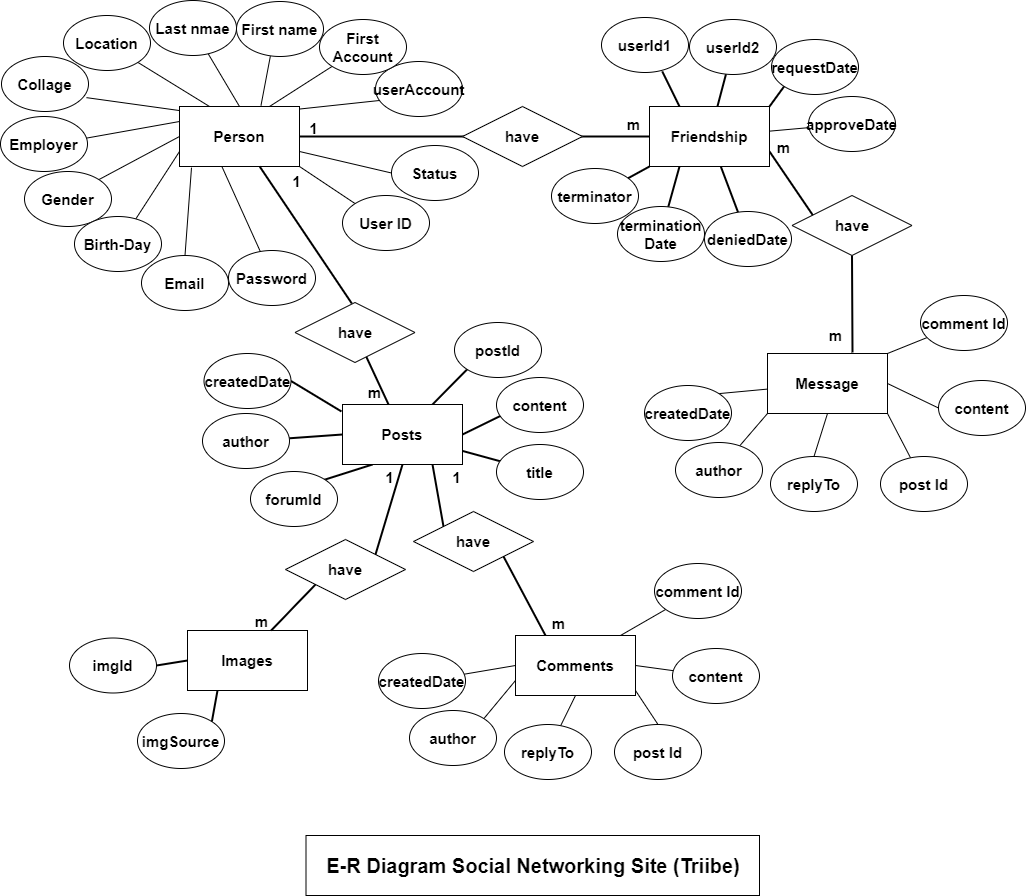 Last nmae
First name
Location
First
Account
Collage
userAccount
Employer
Person
Gender
Birth-Day
Email
Password
User ID
Status
1
1
have
m
userId1
userId2
requestDate
approveDate
Friendship
m
terminator
termination
Date
deniedDate
have
m
have
m
comment Id
Message
content
createdDate
author
replyTo
post Id
postId
createdDate
content
Posts
author
title
forumId
1
1
have
have
m
m
Images
imgId
imgSource
comment Id
Comments
content
createdDate
author
replyTo
post Id
E-R Diagram Social Networking Site (Triibe)